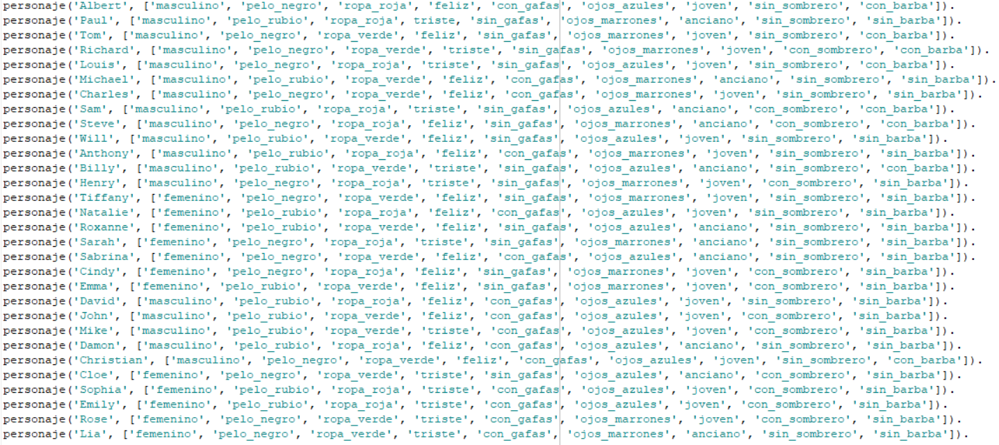 personaje('Albert', ['masculino', 'pelo_negro', 'ropa_roja', 'feliz', 'con_gafas', 'ojos_azules', 'joven', 'sin_sombrero', 'con_barba']).
personaje('Paul', ['masculino', 'pelo_rubio', 'ropa_roja', triste, 'sin_gafas', 'ojos_marrones', 'anciano', 'sin_sombrero', 'sin_barba']).
personaje('Tom', ['masculino', 'pelo_negro', 'ropa_verde', 'feliz', 'sin_gafas', 'ojos_marrones', 'joven', 'sin_sombrero', 'con_barba']).
personaje('Richard', ['masculino', 'pelo_negro', 'ropa_verde', 'triste', 'sin_gafas', 'ojos_marrones', 'joven', 'con_sombrero', 'con_barba']).
personaje('Louis', ['masculino', 'pelo_negro', 'ropa_roja', 'triste', 'sin_gafas', 'ojos_azules', 'joven', 'sin_sombrero', 'con_barba']).
personaje('Michael', ['masculino', 'pelo_rubio', 'ropa_verde', 'feliz', 'con_gafas', 'ojos_marrones', 'anciano', 'sin_sombrero', 'sin_barba']).
personaje('Charles', ['masculino', 'pelo_negro', 'ropa_verde', 'feliz', 'con_gafas', 'ojos_marrones', 'joven', 'sin_sombrero', 'sin_barba']).
personaje('Sam', ['masculino', 'pelo_rubio', 'ropa_roja', 'triste', 'sin_gafas', 'ojos_azules', 'anciano', 'con_sombrero', 'con_barba']).
personaje('Steve', ['masculino', 'pelo_negro', 'ropa_roja', 'feliz', 'sin_gafas', 'ojos_marrones', 'anciano', 'con_sombrero', 'con_barba']).
personaje('Will', ['masculino', 'pelo_rubio', 'ropa_verde', 'feliz', 'sin_gafas', 'ojos_azules', 'joven', 'sin_sombrero', 'sin_barba']).
personaje('Anthony', ['masculino', 'pelo_rubio', 'ropa_roja', 'feliz', 'con_gafas', 'ojos_marrones', 'joven', 'sin_sombrero', 'sin_barba']).
personaje('Billy', ['masculino', 'pelo_rubio', 'ropa_verde', 'triste', 'sin_gafas', 'ojos_azules', 'anciano', 'sin_sombrero', 'con_barba']).
personaje('Henry', ['masculino', 'pelo_negro', 'ropa_roja', 'triste', 'sin_gafas', 'ojos_marrones', 'joven', 'con_sombrero', 'sin_barba']).
personaje('Tiffany', ['femenino', 'pelo_negro', 'ropa_verde', 'feliz', 'sin_gafas', 'ojos_marrones', 'joven', 'sin_sombrero', 'sin_barba']).
personaje('Natalie', ['femenino', 'pelo_rubio', 'ropa_roja', 'feliz', 'con_gafas', 'ojos_azules', 'joven', 'sin_sombrero', 'sin_barba']).
personaje('Roxanne', ['femenino', 'pelo_rubio', 'ropa_verde', 'feliz', 'sin_gafas', 'ojos_azules', 'anciano', 'sin_sombrero', 'sin_barba']).
personaje('Sarah', ['femenino', 'pelo_negro', 'ropa_roja', 'triste', 'sin_gafas', 'ojos_marrones', 'anciano', 'sin_sombrero', 'sin_barba']).
personaje('Sabrina', ['femenino', 'pelo_negro', 'ropa_verde', 'feliz', 'con_gafas', 'ojos_azules', 'anciano', 'sin_sombrero', 'sin_barba']).
personaje('Cindy', ['femenino', 'pelo_negro', 'ropa_roja', 'feliz', 'sin_gafas', 'ojos_marrones', 'joven', 'con_sombrero', 'sin_barba']).
personaje('Emma', ['femenino', 'pelo_rubio', 'ropa_verde', 'feliz', 'sin_gafas', 'ojos_marrones', 'joven', 'con_sombrero', 'sin_barba']).
personaje('David', ['masculino', 'pelo_rubio', 'ropa_roja', 'feliz', 'con_gafas', 'ojos_azules', 'joven', 'sin_sombrero', 'sin_barba']).
personaje('John', ['masculino', 'pelo_rubio', 'ropa_verde', 'feliz', 'con_gafas', 'ojos_azules', 'joven', 'con_sombrero', 'sin_barba']).
personaje('Mike', ['masculino', 'pelo_rubio', 'ropa_verde', 'triste', 'con_gafas', 'ojos_azules', 'joven', 'con_sombrero', 'sin_barba']).
personaje('Damon', ['masculino', 'pelo_rubio', 'ropa_roja', 'feliz', 'con_gafas', 'ojos_azules', 'anciano', 'sin_sombrero', 'sin_barba']).
personaje('Christian', ['masculino', 'pelo_negro', 'ropa_verde', 'feliz', 'con_gafas', 'ojos_azules', 'joven', 'sin_sombrero', 'con_barba']).
personaje('Cloe', ['femenino', 'pelo_negro', 'ropa_verde', 'triste', 'sin_gafas', 'ojos_azules', 'anciano', 'con_sombrero', 'sin_barba']).
personaje('Sophia', ['femenino', 'pelo_negro', 'ropa_roja', 'triste', 'con_gafas', 'ojos_azules', 'joven', 'sin_sombrero', 'sin_barba']).
personaje('Emily', ['femenino', 'pelo_rubio', 'ropa_roja', 'triste', 'con_gafas', 'ojos_azules', 'joven', 'con_sombrero', 'sin_barba']).
personaje('Rose', ['femenino', 'pelo_negro', 'ropa_verde', 'triste', 'con_gafas', 'ojos_marrones', 'joven', 'con_sombrero', 'sin_barba']).
personaje('Lia', ['femenino', 'pelo_negro', 'ropa_verde', 'triste', 'con_gafas', 'ojos_marrones', 'anciano', 'sin_sombrero', 'sin_barba']).